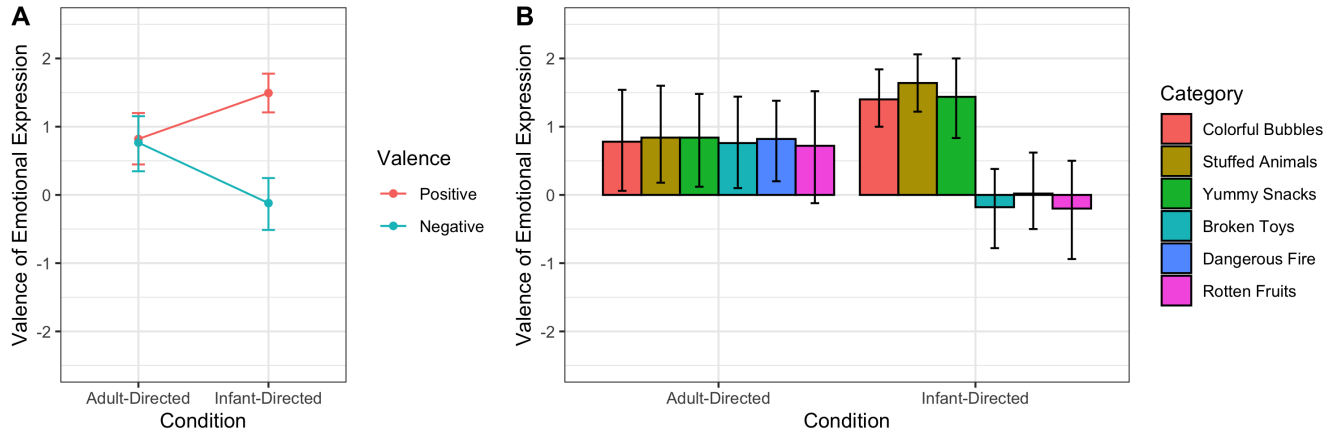 A
Valence of Emotional Expression
2
1
0
-1
-2
Adult-Directed
Infant-Directed
Condition
Valence
Positive
Negative
B
Valence of Emotional Expression
2
1
0
-1
-2
Adult-Directed
Infant-Directed
Condition
Category
Colorful Bubbles
Stuffed Animals
Yummy Snacks
Broken Toys
Dangerous Fire
Rotten Fruits